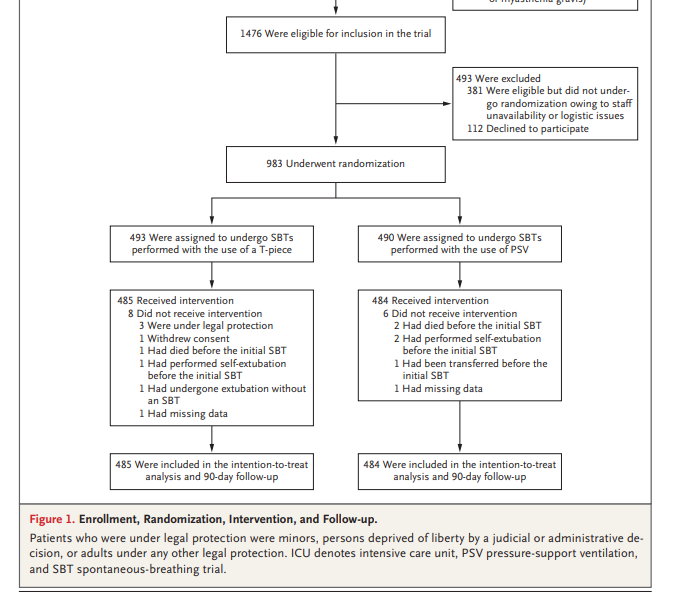 or myasthenia gravis)
1476 Were eligible for inclusion in the trial
493 Were excluded
381 Were eligible but did not under-
go randomization owing to staff
unavailability or logistic issues
112 Declined to participate
983 Underwent randomization
493 Were assigned to undergo SBTs
performed with the use of a T-piece
490 Were assigned to undergo SBTs
performed with the use of PSV
485 Received intervention
8 Did not receive intervention
3 Were under legal protection
1 Withdrew consent
1 Had died before the initial SBT
1 Had performed self-extubation
before the initial SBT
1 Had undergone extubation without
an SBT
1 Had missing data
484 Received intervention
6 Did not receive intervention
2 Had died before the initial SBT
2 Had performed self-extubation
before the initial SBT
1 Had been transferred before the
initial SBT
1 Had missing data
485 Were included in the intention-to-treat
analysis and 90-day follow-up
484 Were included in the intention-to-treat
analysis and 90-day follow-up
Figure 1. Enrollment, Randomization, Intervention, and Follow-up.
Patients who were under legal protection were minors, persons deprived of liberty by a judicial or administrative de-
cision, or adults under any other legal protection. ICU denotes intensive care unit, PSV pressure-support ventilation,
and SBT spontaneous-breathing trial.